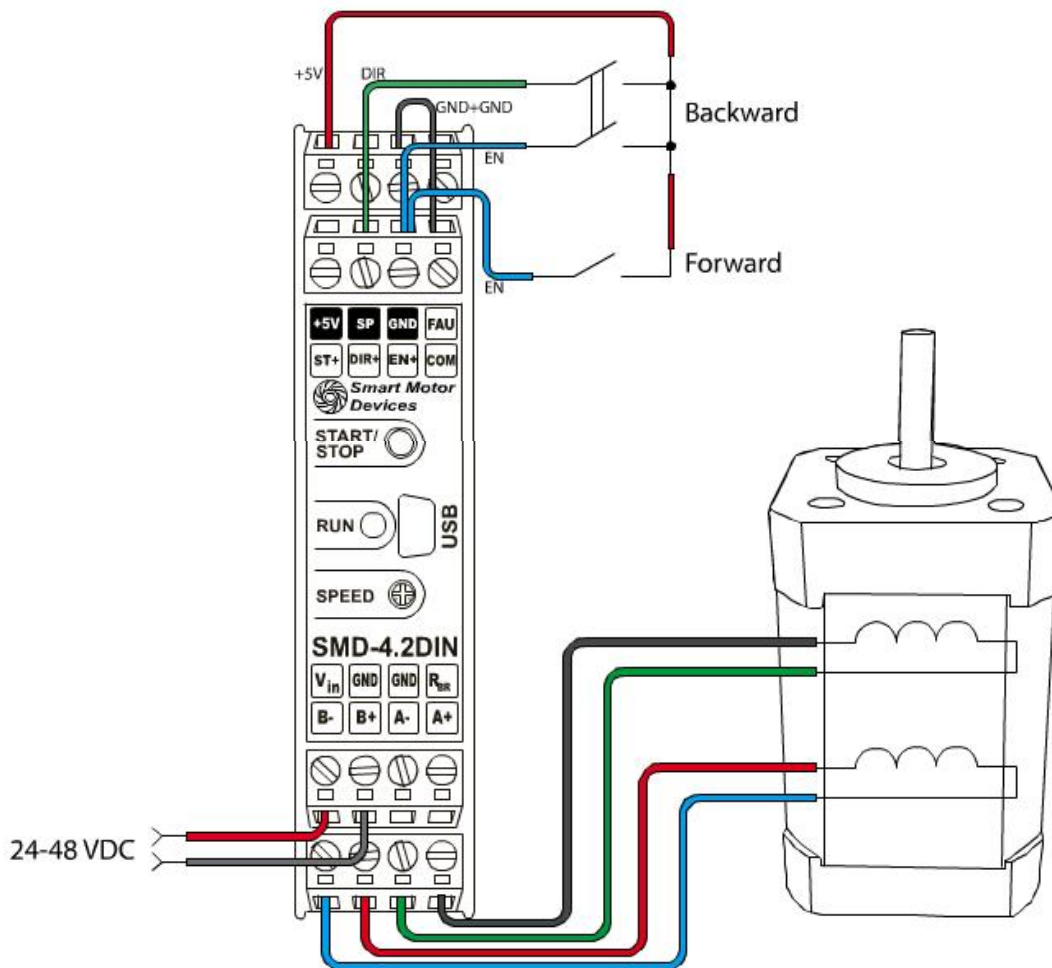 +5V
DIR
GND+GND
Backward
EN
Forward
EN
+5V SP GND FAU
ST+ DIR+ EN+ COM
Smart Motor
Devices
START/
STOP
RUN
USB
SPEED
SMD-4.2DIN
Vin GND GND RBR
B- B+ A- A+
24-48 VDC